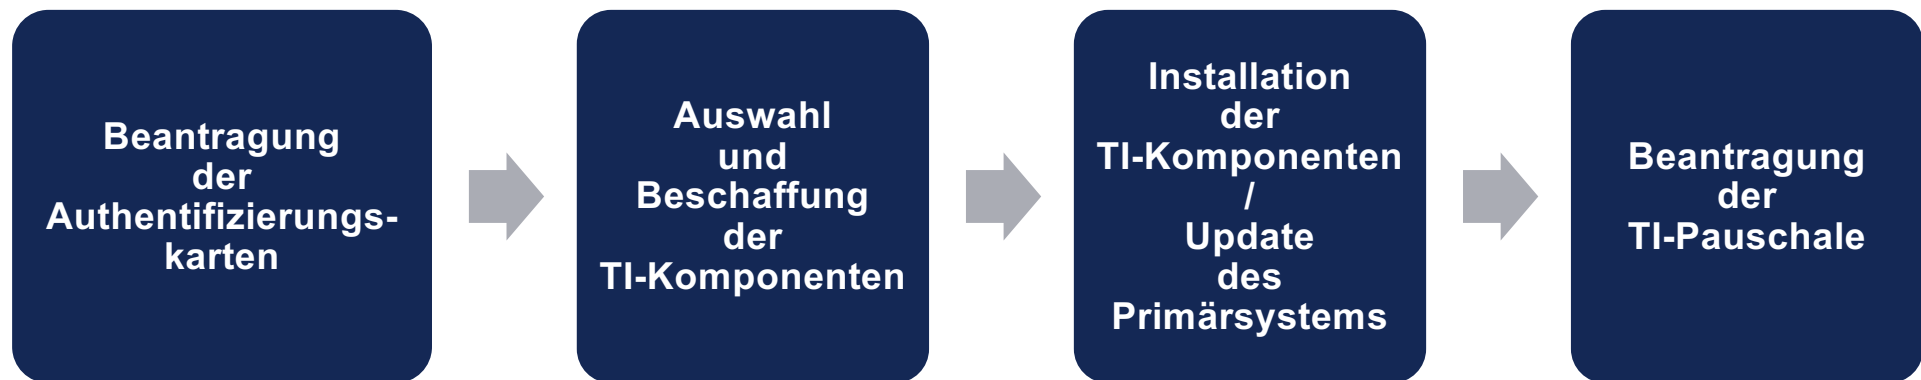 Beantragung
der
Authentifizierungs-
karten
Auswahl
und
Beschaffung
der
TI-Komponenten
Installation
der
TI-Komponenten
/
Update
des
Primärsystems
Beantragung
der
TI-Pauschale